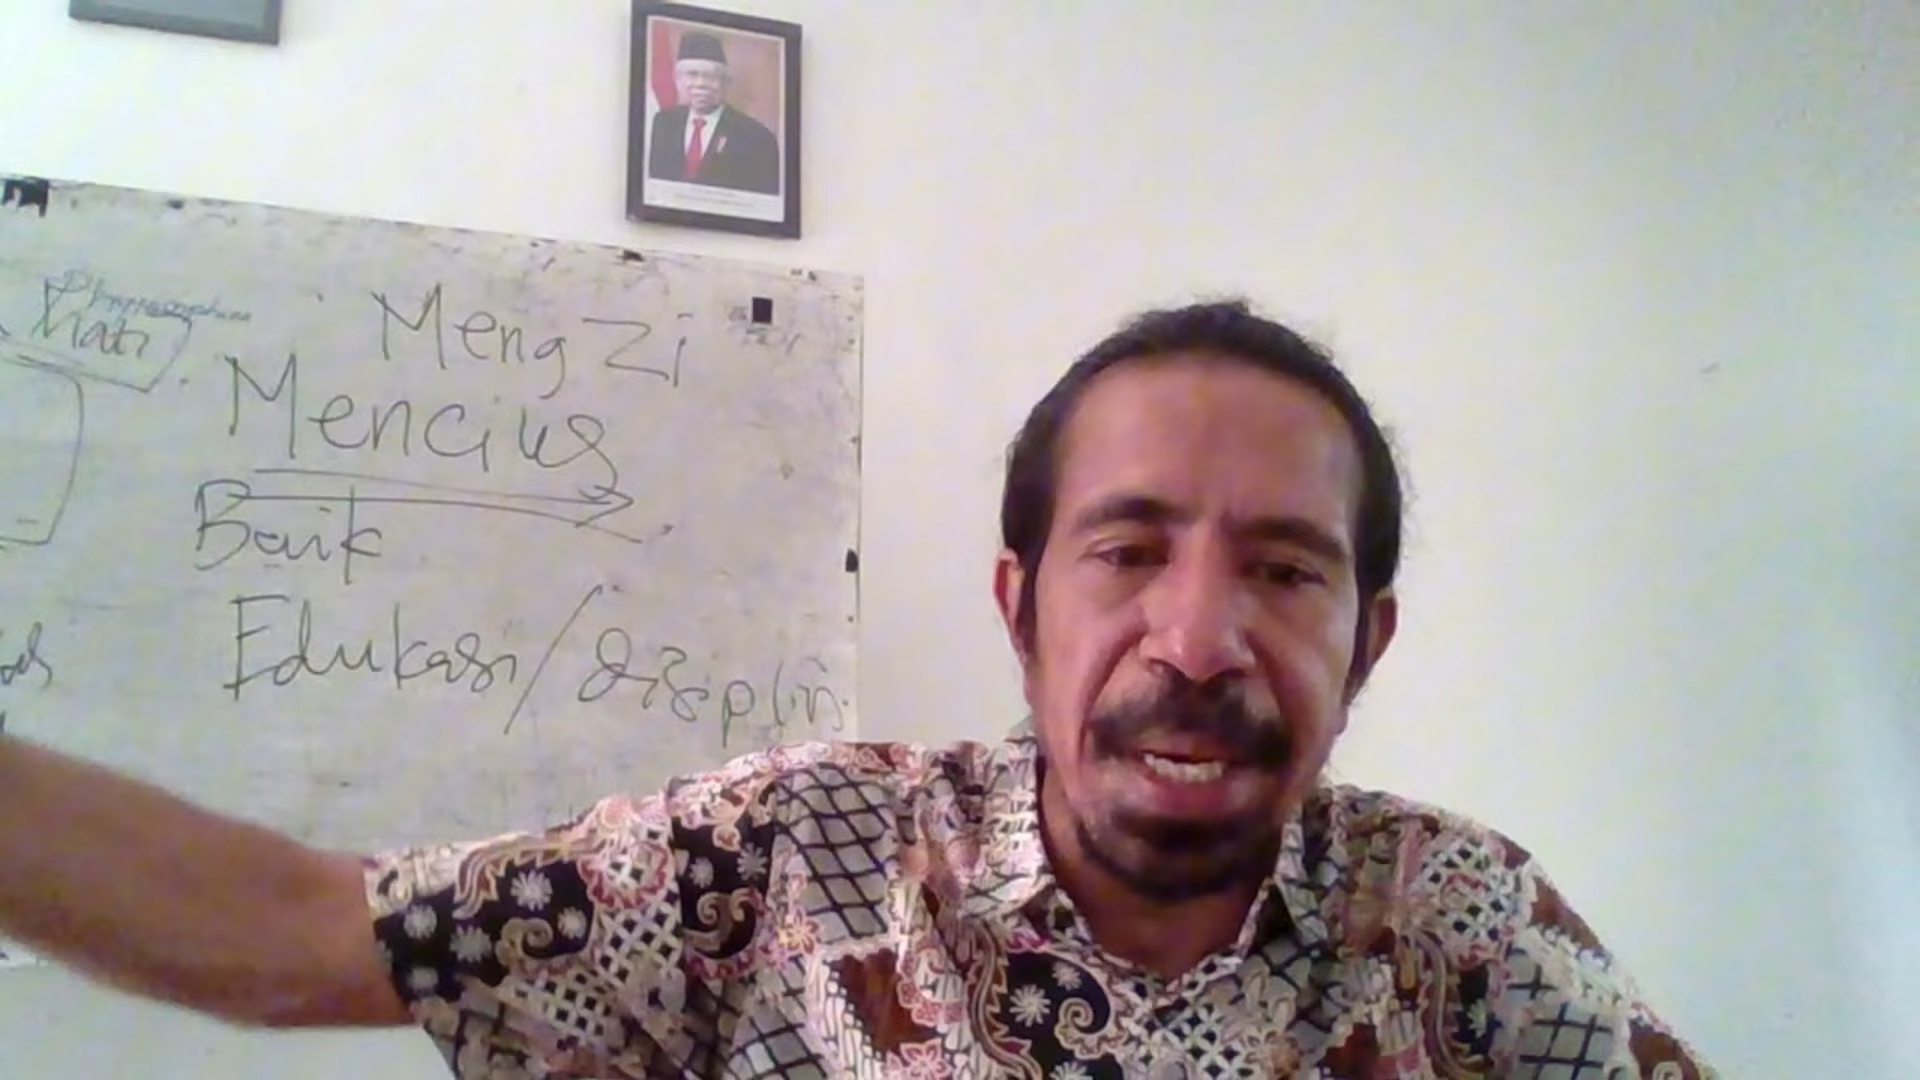 hati
Meng Zi
Mencius
Baik
Edukasi/disiplin